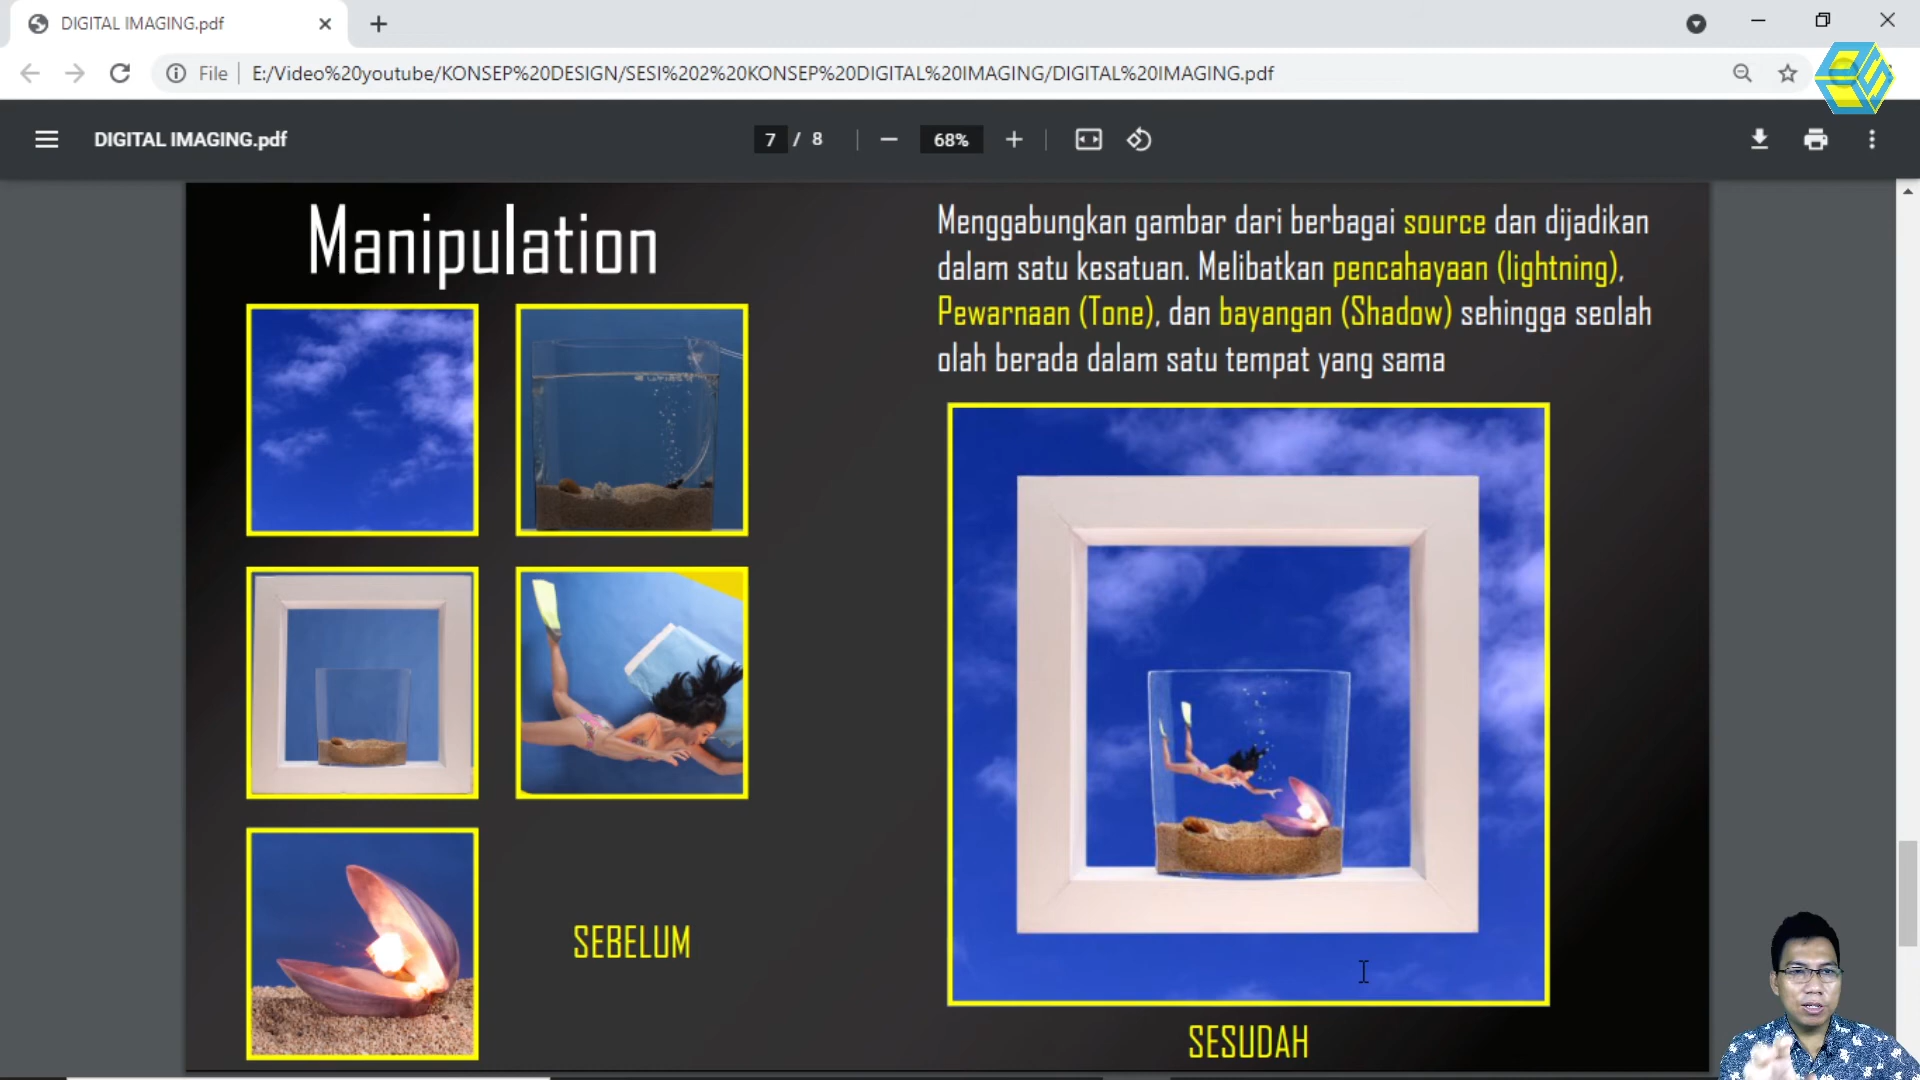 DIGITAL IMAGING.pdf
File
E:/Video%20youtube/KONSEP%20DESIGN/SESI%202%20KONSEP%20DIGITAL%20IMAGING/DIGITAL%20IMAGING.pdf
DIGITAL IMAGING.pdf
7 / 8
68%
Manipulation
Menggabungkan gambar dari berbagai source dan dijadikan
dalam satu kesatuan. Melibatkan pencahayaan (lightning),
Pewarnaan (Tone), dan bayangan (Shadow) sehingga seolah
olah berada dalam satu tempat yang sama
SEBELUM
SESUDAH